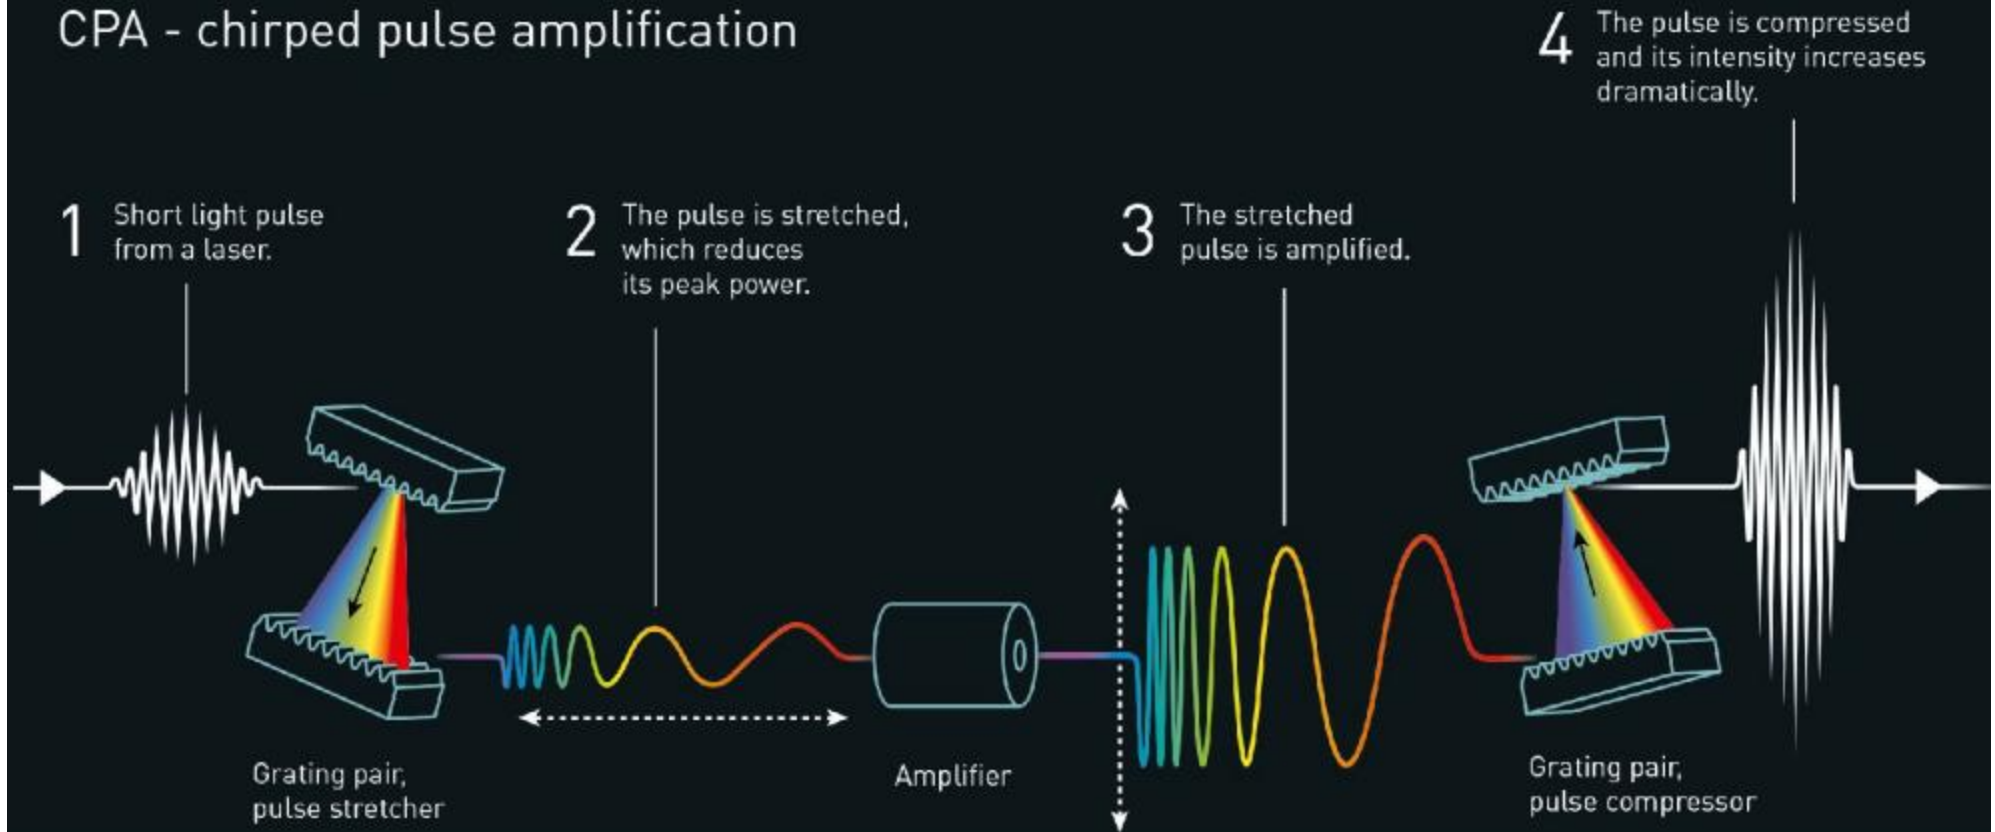 CPA - chirped pulse amplification
1
Short light pulse
from a laser.
2
The pulse is stretched,
which reduces
its peak power.
3
The stretched
pulse is amplified.
4
The pulse is compressed
and its intensity increases
dramatically.
Grating pair,
pulse stretcher
Amplifier
Grating pair,
pulse compressor